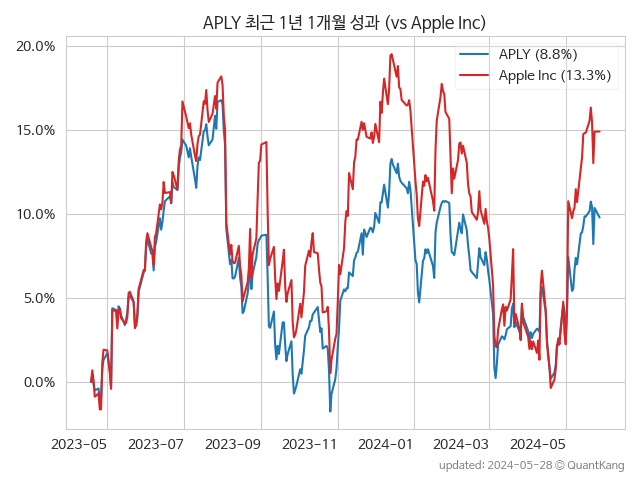 APLY 최근 1년 1개월 성과 (vs Apple Inc)
APLY (8.8%)
Apple Inc (13.3%)
20.0%
15.0%
10.0%
5.0%
0.0%
2023-05 2023-07 2023-09 2023-11 2024-01 2024-03 2024-05
updated: 2024-05-28 © QuantKang